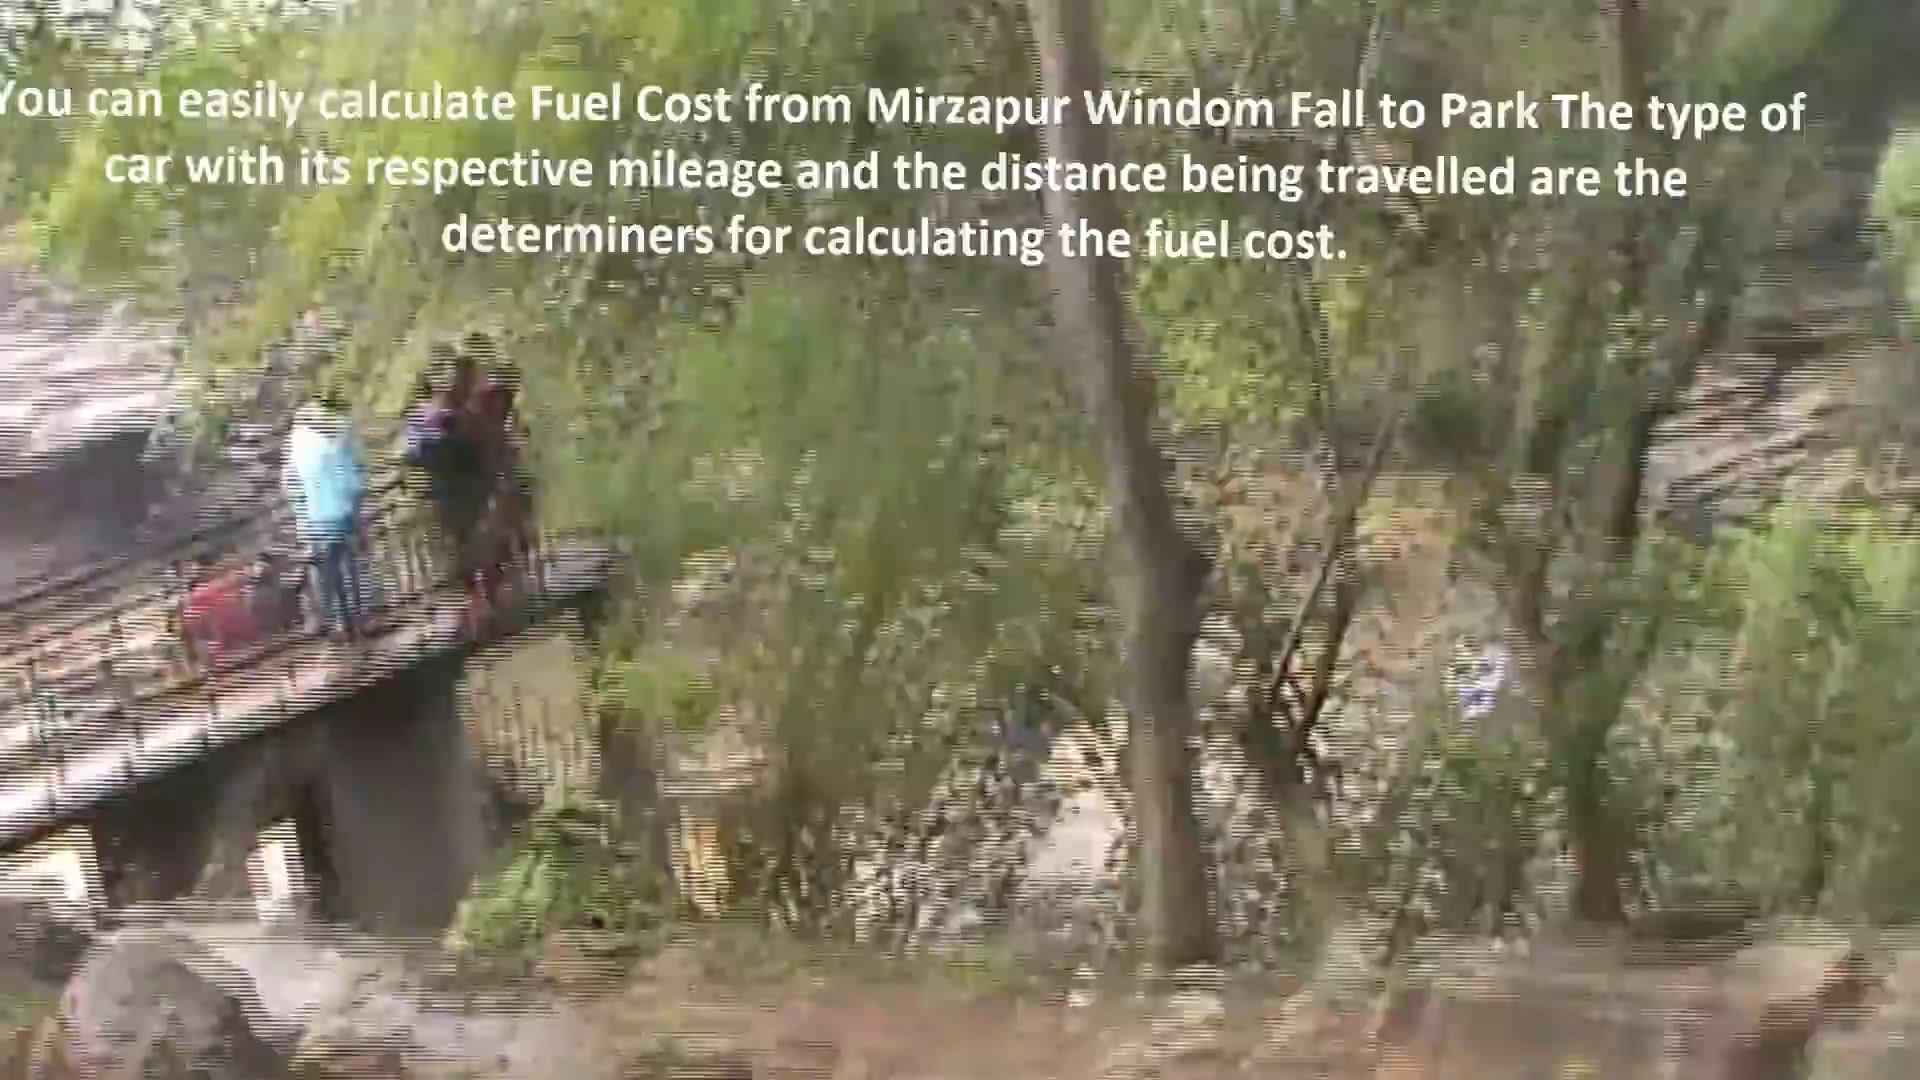 You can easily calculate Fuel Cost from Mirzapur Windom Fall to Park The type of
car with its respective mileage and the distance being travelled are the
determiners for calculating the fuel cost.